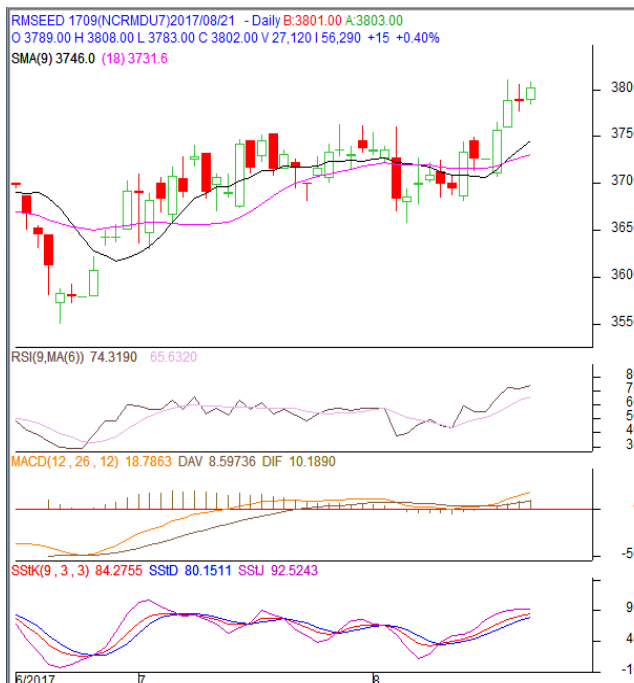 RMSEED 1709(NCRMDU7)2017/08/21 - Daily B:3801.00 A:3803.00
O 3789.00 H 3808.00 L 3783.00 C 3802.00 V 27,120 I 56,290 +15 +0.40%
SMA(9) 3746.0 (18) 3731.6
380
375
370
365
360
355
RSI(9,MA(6)) 74.3190 65.6320
8
7
6
5
4
3
MACD(12 , 26 , 12) 18.7863 DAV 8.59736 DIF 10.1890
-50
SStK(9 , 3 , 3) 84.2755 SStD 80.1511 SStJ 92.5243
9
4
-10
6/2017 7 8